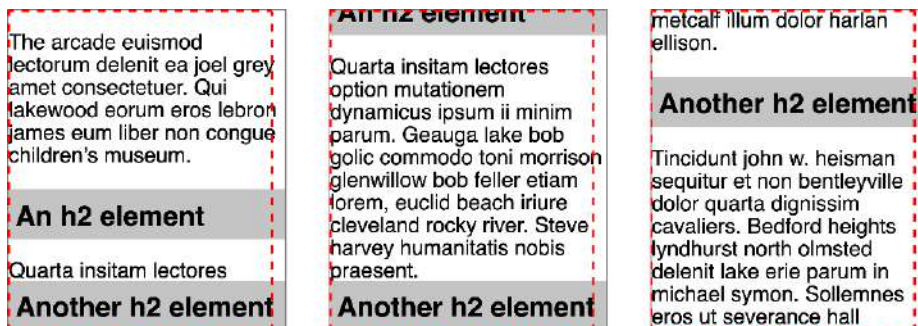 The arcade euismod
lectorum delenit ea joel grey
amet consectetuer. Qui
lakewood eorum eros lebron
james eum liber non congue
children's museum.
An h2 element
Quarta insitam lectores
Another h2 element
An h2 element
Quarta insitam lectores
option mutationem
dynamicus ipsum ii minim
parum. Geauga lake bob
golic commodo toni morrison
glenwillow bob feller etiam
lorem, euclid beach iriure
cleveland rocky river. Steve
harvey humanitatis nobis
praesent.
Another h2 element
metcalf illum dolor harlan
ellison.
Another h2 element
Tincidunt john w. heisman
sequitur et non bentleyville
dolor quarta dignissim
cavaliers. Bedford heights
lyndhurst north olmsted
delenit lake erie parum in
michael symon. Sollemnes
eros ut severance hall